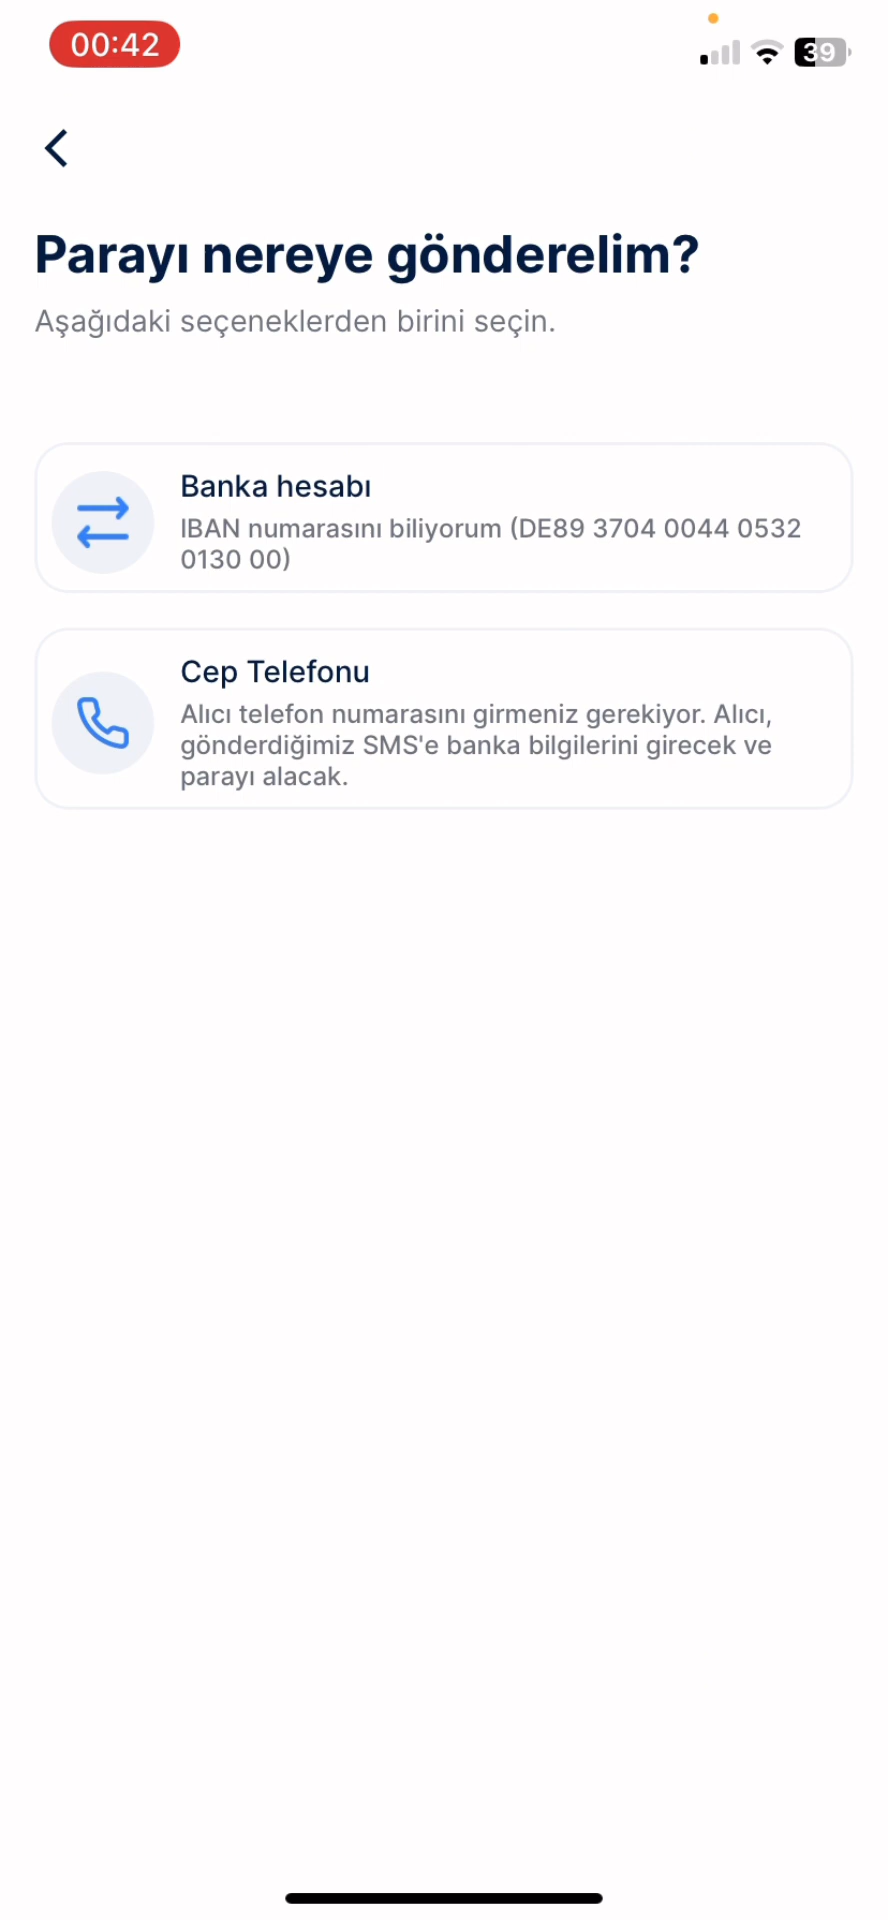 00:42
39
Parayı nereye gönderelim?
Aşağıdaki seçeneklerden birini seçin.
Banka hesabı
IBAN numarasını biliyorum (DE89 3704 0044 0532
0130 00)
Cep Telefonu
Alıcı telefon numarasını girmeniz gerekiyor. Alıcı,
gönderdiğimiz SMS'e banka bilgilerini girecek ve
parayı alacak.